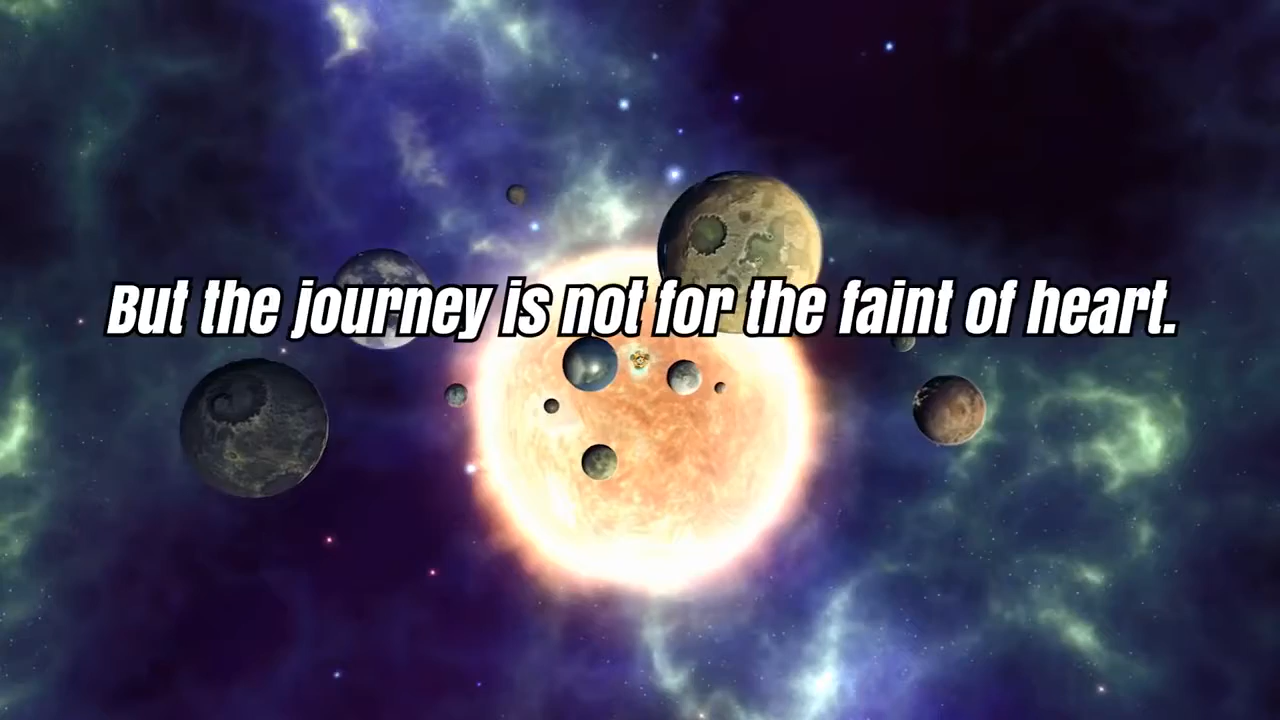 But the journey is not for the faint of heart.